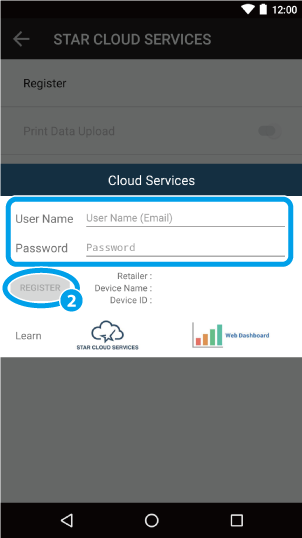 12:00
STAR CLOUD SERVICES
Register
Print Data Upload
Cloud Services
User Name User Name (Email)
Password Password
REGISTER 2
Retailer :
Device Name :
Device ID :
Learn
STAR CLOUD SERVICES
Web Dashboard